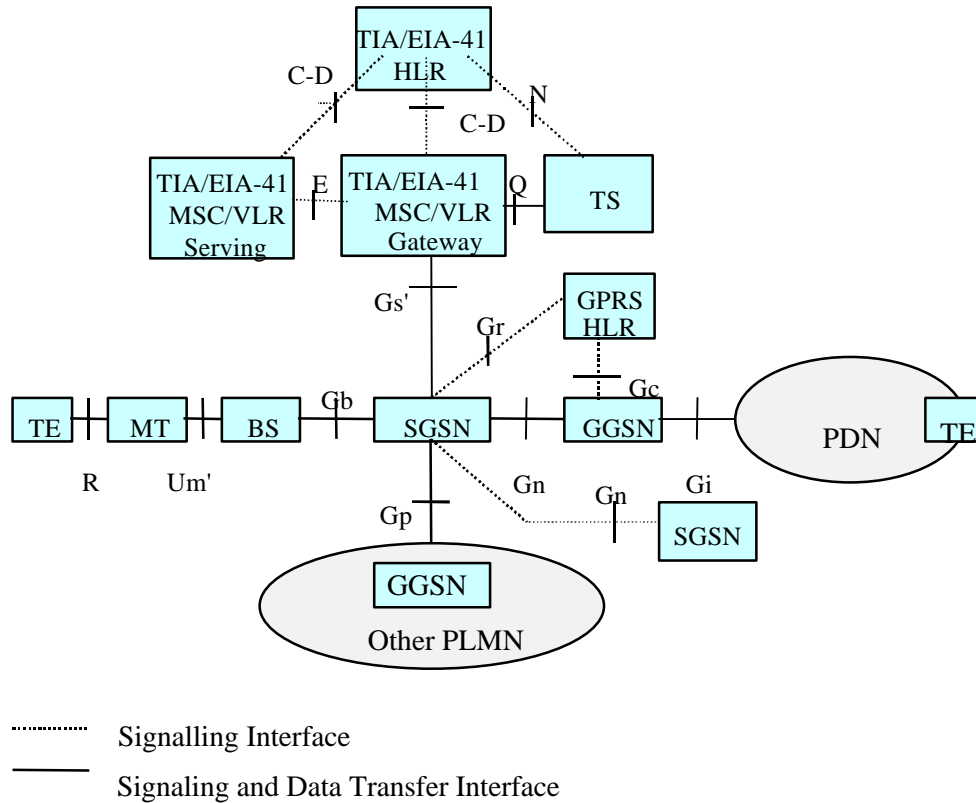 TIA/EIA-41
HLR
C-D
N
C-D
TIA/EIA-41
MSC/VLR
Serving
E
TIA/EIA-41
MSC/VLR
Gateway
Q
TS
Gs'
Gr
GPRS
HLR
Gb
Gc
TE
MT
BS
SGSN
GGSN
PDN
TE
R
Um'
Gp
Gn
Gn
Gi
SGSN
GGSN
Other PLMN
Signalling Interface
Signaling and Data Transfer Interface